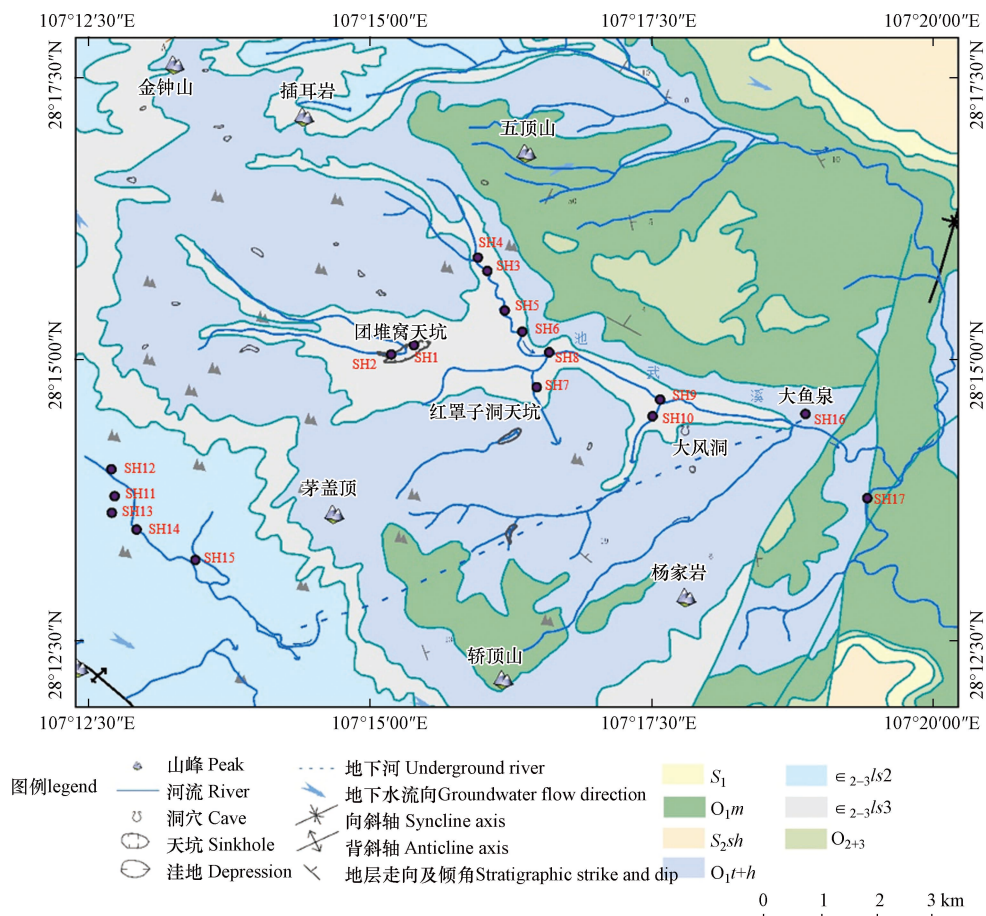 107°12′30″E 107°15′00″E 107°17′30″E 107°20′00″E
28°17′30″N
28°17′30″N
金钟山
插耳岩
五顶山
SH4
SH3
SH5
团堆窝天坑
SH6
池
28°15′00″N
28°15′00″N
SH2
SH1
SH8
武
SH7
SH9
溪
大鱼泉
红罩子洞天坑
SH10
SH16
大风洞
SH12
SH11
SH13
茅盖顶
SH17
SH14
SH15
杨家岩
28°12′30″N
28°12′30″N
轿顶山
107°12′30″E 107°15′00″E 107°17′30″E 107°20′00″E
图例legend
山峰 Peak
河流 River
洞穴 Cave
天坑 Sinkhole
洼地 Depression
地下河 Underground river
地下水流向Groundwater flow direction
向斜轴 Syncline axis
背斜轴 Anticline axis
地层走向及倾角Stratigraphic strike and dip
S₁
O₁m
S₂sh
O₁t+h
∈₂₋₃ls2
∈₂₋₃ls3
O₂₊₃
0 1 2 3 km